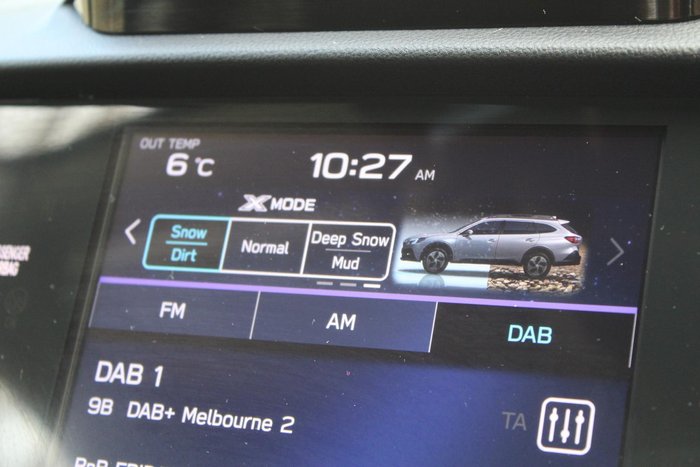 OUT TEMP
6 °C
10:27 AM
X MODE
Snow
Dirt
Normal
Deep Snow
Mud
FM
AM
DAB
DAB 1
9B DAB+ Melbourne 2
TA